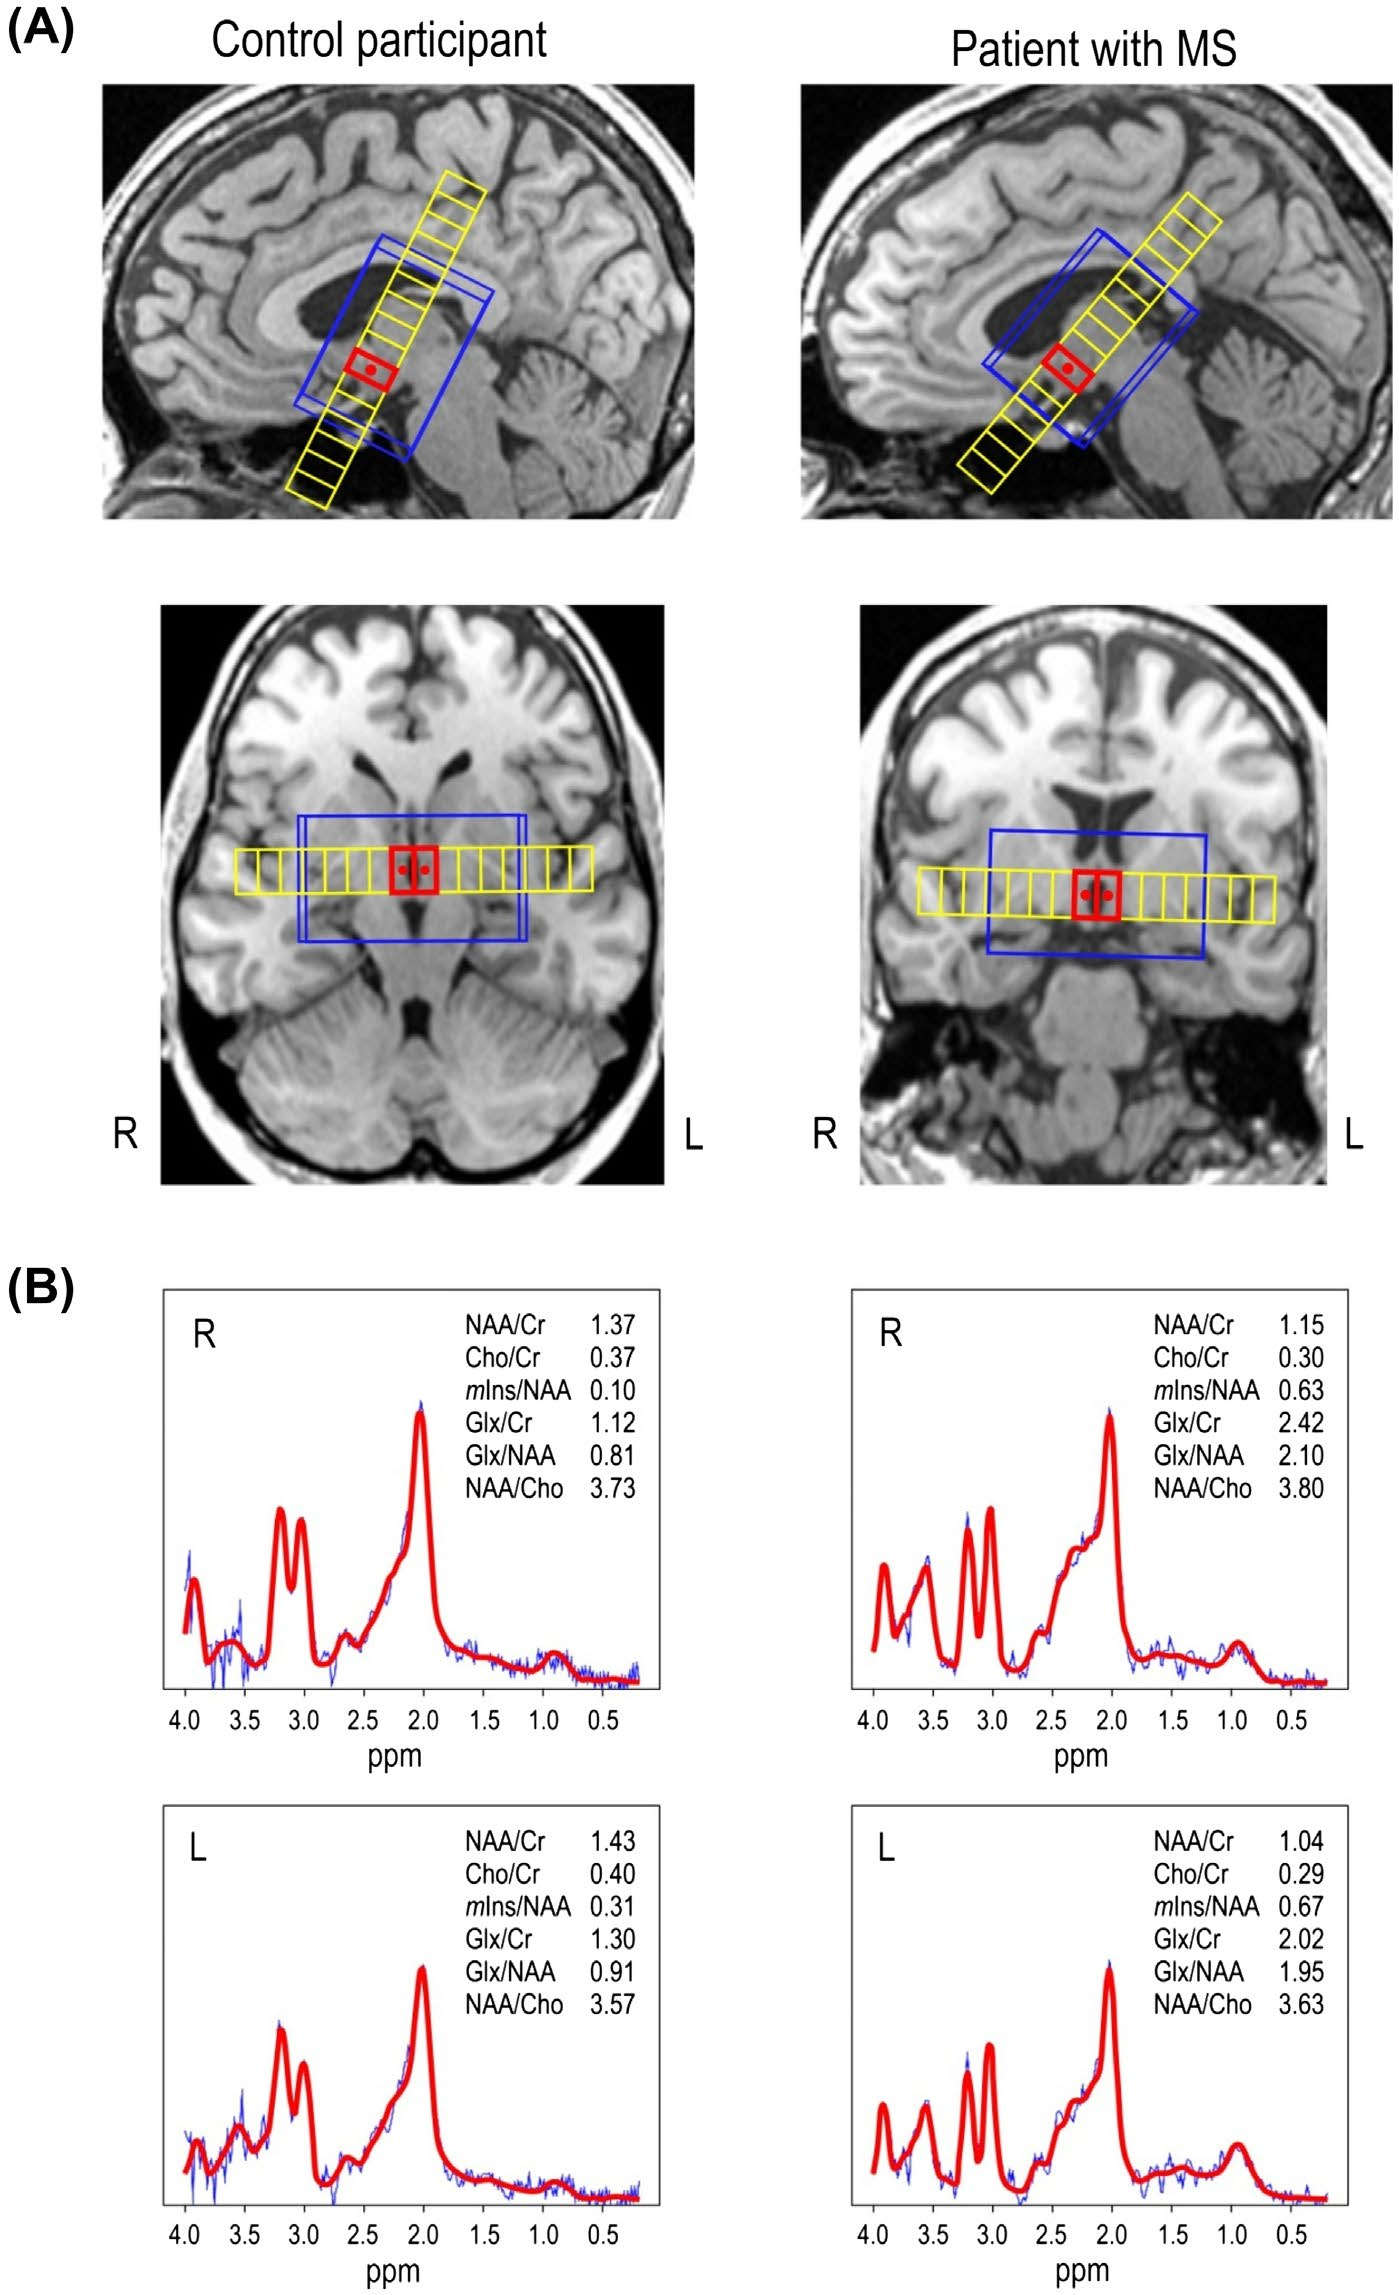 (A)
Control participant
Patient with MS
R
L
R
L
(B)
R
NAA/Cr 1.37
Cho/Cr 0.37
mIns/NAA 0.10
Glx/Cr 1.12
Glx/NAA 0.81
NAA/Cho 3.73
4.0 3.5 3.0 2.5 2.0 1.5 1.0 0.5
ppm
R
NAA/Cr 1.15
Cho/Cr 0.30
mIns/NAA 0.63
Glx/Cr 2.42
Glx/NAA 2.10
NAA/Cho 3.80
4.0 3.5 3.0 2.5 2.0 1.5 1.0 0.5
ppm
L
NAA/Cr 1.43
Cho/Cr 0.40
mIns/NAA 0.31
Glx/Cr 1.30
Glx/NAA 0.91
NAA/Cho 3.57
4.0 3.5 3.0 2.5 2.0 1.5 1.0 0.5
ppm
L
NAA/Cr 1.04
Cho/Cr 0.29
mIns/NAA 0.67
Glx/Cr 2.02
Glx/NAA 1.95
NAA/Cho 3.63
4.0 3.5 3.0 2.5 2.0 1.5 1.0 0.5
ppm